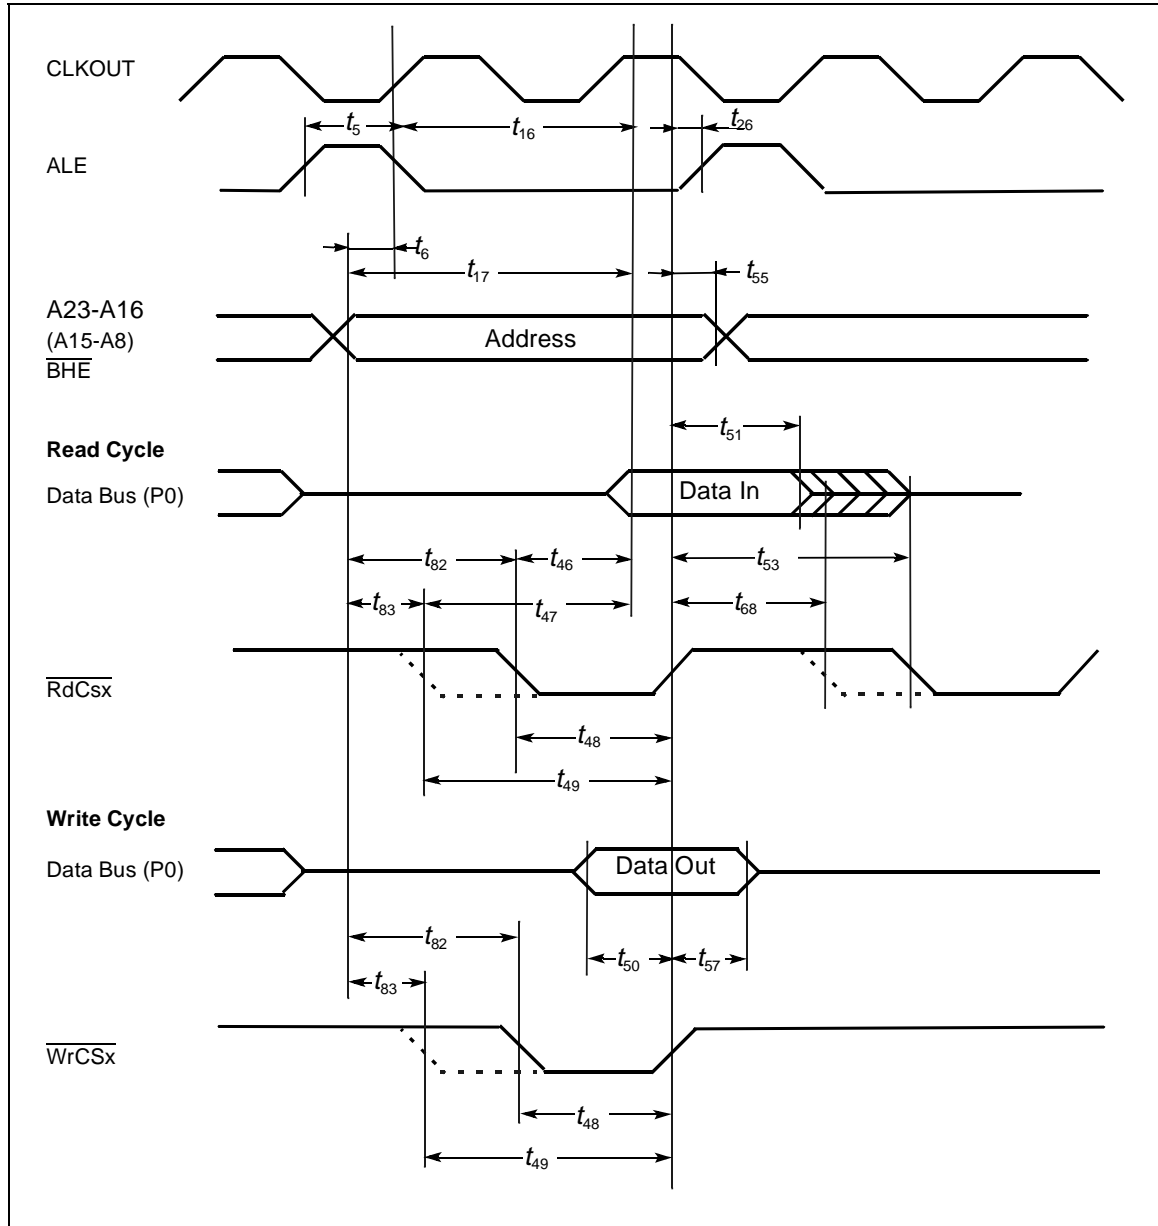 CLKOUT
t5
t16
t26
ALE
t6
t17
t55
A23-A16
(A15-A8)
BHE
Address
t51
Read Cycle
Data Bus (P0)
Data In
t82
t46
t53
t83
t47
t68
RdCsx
t48
t49
Write Cycle
Data Bus (P0)
Data Out
t82
t50
t57
t83
WrCSx
t48
t49